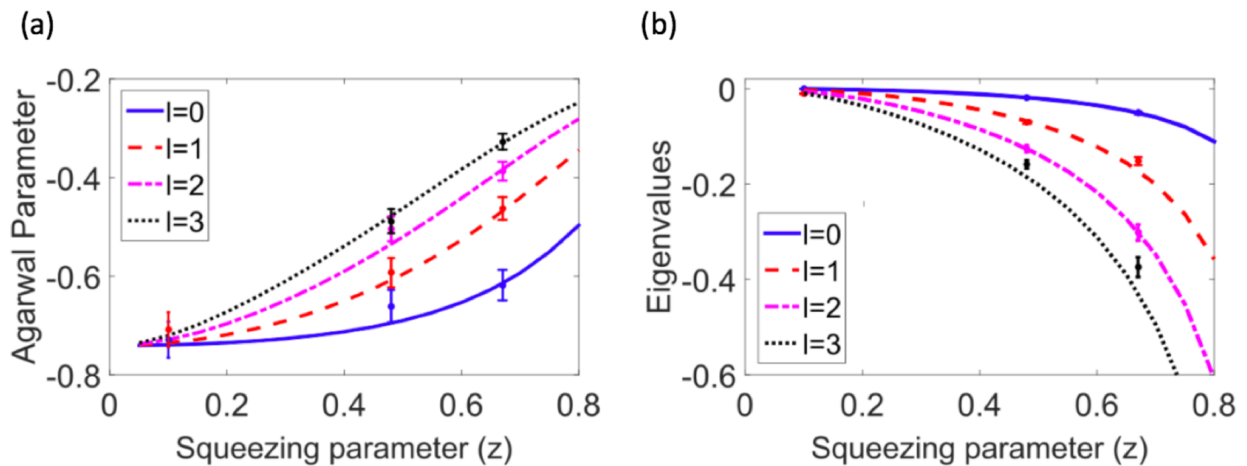 (a)
(b)
Agarwal Parameter
-0.2
-0.4
-0.6
-0.8
l=0
l=1
l=2
l=3
0
0.2
0.4
0.6
0.8
Squeezing parameter (z)
Eigenvalues
0
-0.2
-0.4
-0.6
l=0
l=1
l=2
l=3
0
0.2
0.4
0.6
0.8
Squeezing parameter (z)